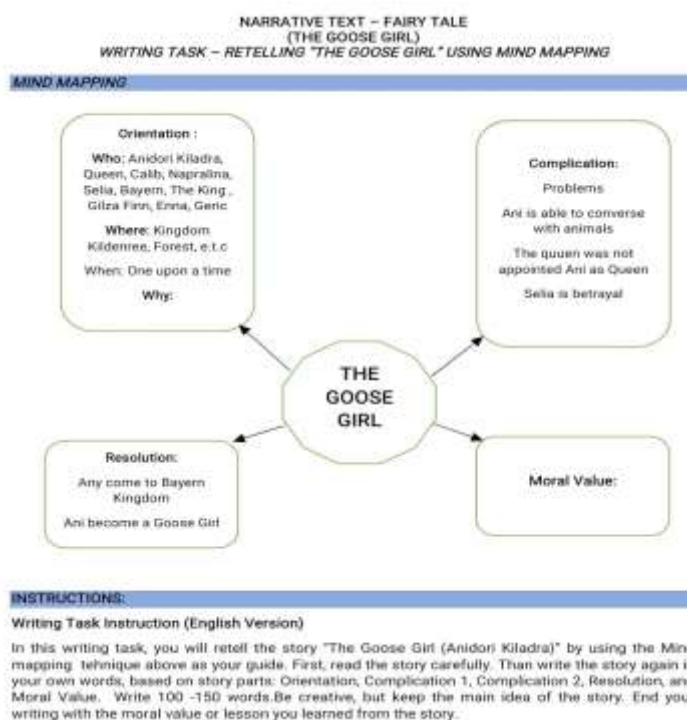 NARRATIVE TEXT – FAIRY TALE
(THE GOOSE GIRL)
WRITING TASK – RETELLING "THE GOOSE GIRL" USING MIND MAPPING
MIND MAPPING
Orientation :
Who: Anidori Kiladra,
Queen, Calib, Napralina,
Selia, Bayern, The King ,
Gilza Finn, Enna, Geric
Where: Kingdom
Kildenree, Forest, e.t.c
When: One upon a time
Why:
Complication:
Problems
Ani is able to converse
with animals
The quuen was not
appointed Ani as Queen
Selia is betrayal
THE
GOOSE
GIRL
Resolution:
Any come to Bayern
Kingdom
Ani become a Goose Girl
Moral Value:
INSTRUCTIONS:
Writing Task Instruction (English Version)
In this writing task, you will retell the story "The Goose Girl (Anidori Kiladra)" by using the Min
mapping tehnique above as your guide. First, read the story carefully. Than write the story again i
your own words, based on story parts: Orientation, Complication 1, Complication 2, Resolution, an
Moral Value. Write 100 -150 words.Be creative, but keep the main idea of the story. End you
writing with the moral value or lesson you learned from the story.